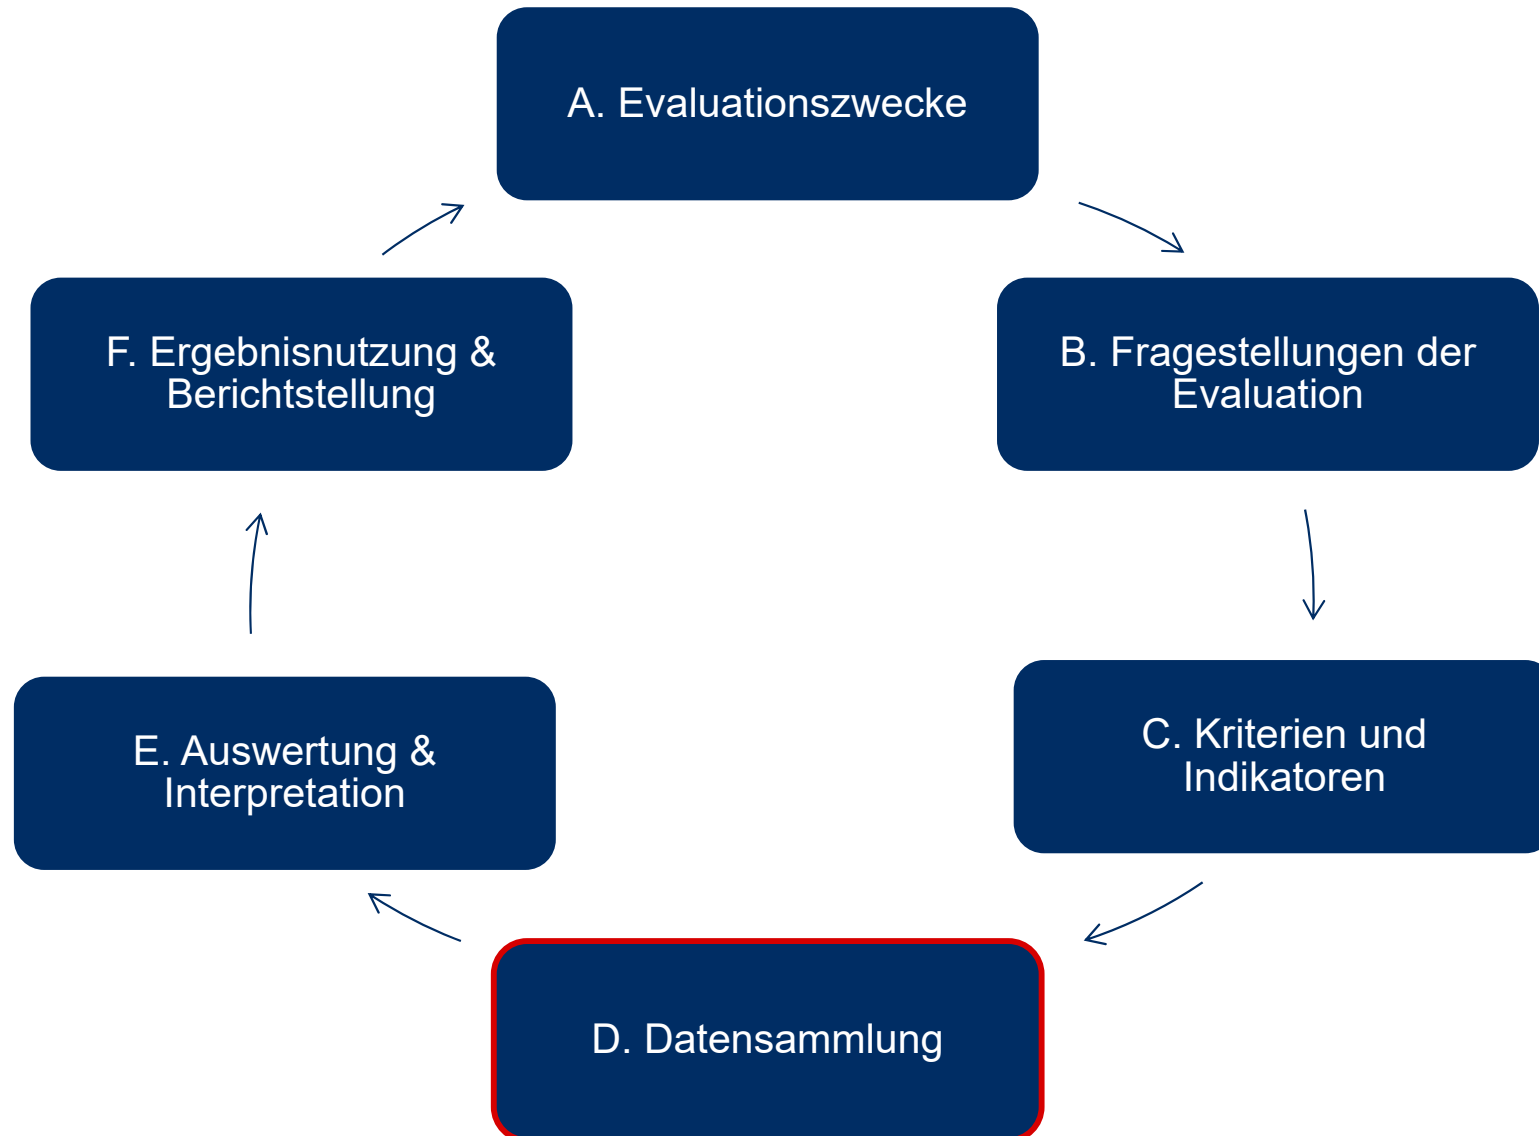 A. Evaluationszwecke
B. Fragestellungen der
Evaluation
C. Kriterien und
Indikatoren
D. Datensammlung
E. Auswertung &
Interpretation
F. Ergebnisnutzung &
Berichtstellung